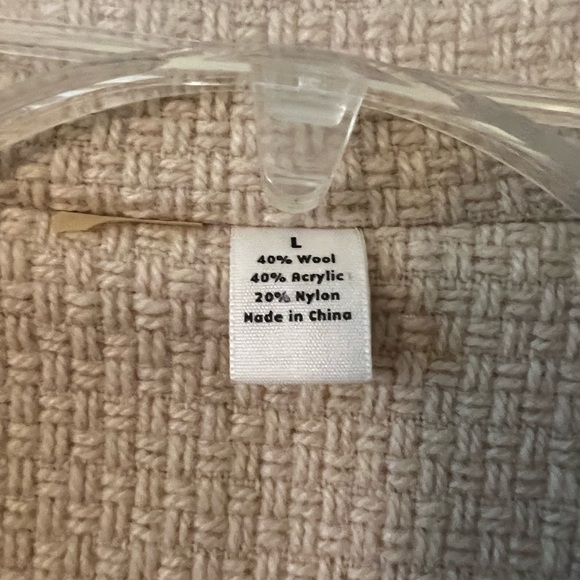 L
40% Wool
40% Acrylic
20% Nylon
Made in China